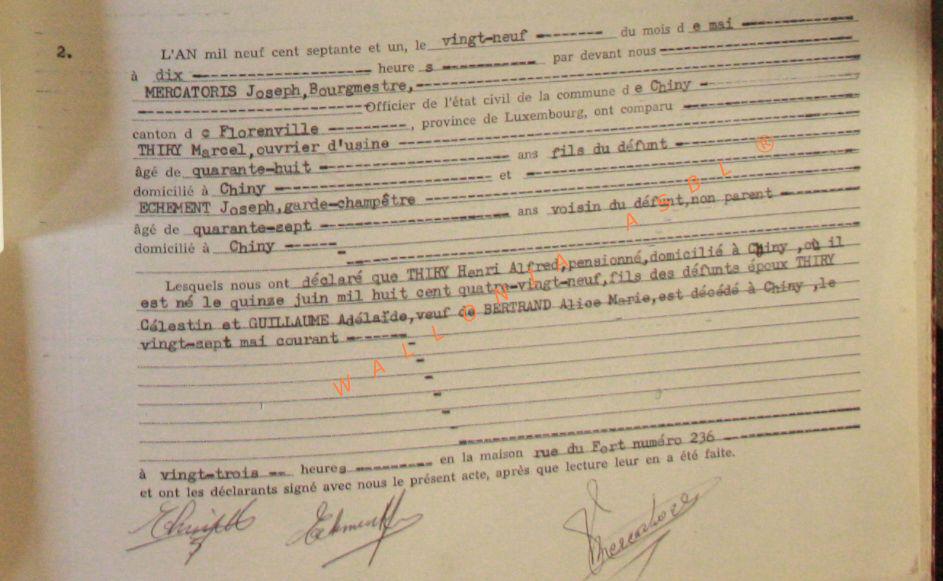 2.
L'AN mil neuf cent septante et un, le vingt-neuf -------- du mois d e mai --------
à dix -------- heure s -------- par devant nous --------
MERCATORIS Joseph,Bourgmestre,--------
--------Officier de l'état civil de la commune d e Chiny --------
canton d e Florenville --------, province de Luxembourg, ont comparu --------
THIRY Marcel,ouvrier d'usine --------
âgé de quarante-huit -------- ans fils du défunt --------
domicilié à Chiny -------- et --------
ECHEMENT Joseph,garde-champêtre --------
âgé de quarante-sept -------- ans voisin du défunt,non parent --------
domicilié à Chiny ------
Lesquels nous ont déclaré que THIRY Henri Alfred,pensionné,domicilié à Chiny ,où il
est né le quinze juin mil huit cent quatre-vingt-neuf,fils des défunts époux THIRY
Célestin et GUILLAUME Adélaïde,veuf de BERTRAND Alice Marie,est décédé à Chiny ,le
vingt-sept mai courant --------
à vingt-trois -- heures -------- en la maison rue du Fort numéro 236 --------
et ont les déclarants signé avec nous le présent acte, après que lecture leur en a été faite.
Mercatoris
WALLONIA ASBL ®